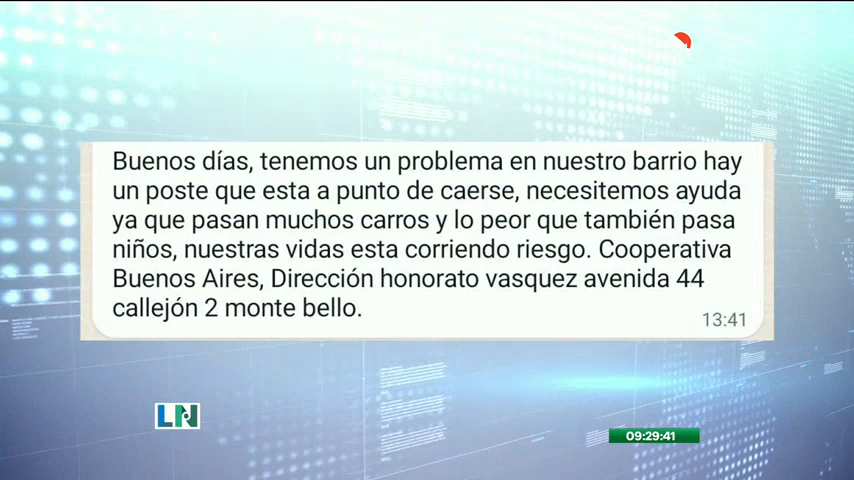 Buenos días, tenemos un problema en nuestro barrio hay
un poste que esta a punto de caerse, necesitemos ayuda
ya que pasan muchos carros y lo peor que también pasa
niños, nuestras vidas esta corriendo riesgo. Cooperativa
Buenos Aires, Dirección honorato vasquez avenida 44
callejón 2 monte bello.
13:41
LN
09:29:41